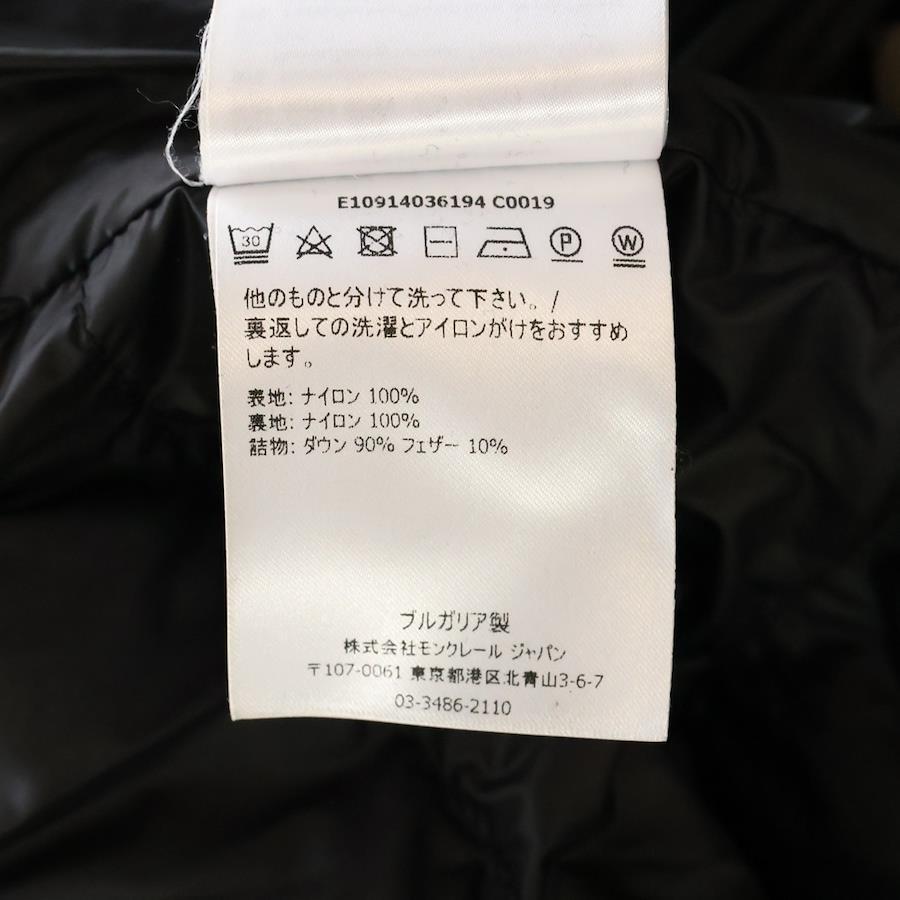 E10914036194 C0019
30 P W
他のものと分けて洗って下さい。/
裏返しての洗濯とアイロンがけをおすすめ
します。
表地: ナイロン 100%
裏地: ナイロン 100%
詰物: ダウン 90% フェザー 10%
ブルガリア製
株式会社モンクレール ジャパン
〒107-0061 東京都港区北青山3-6-7
03-3486-2110